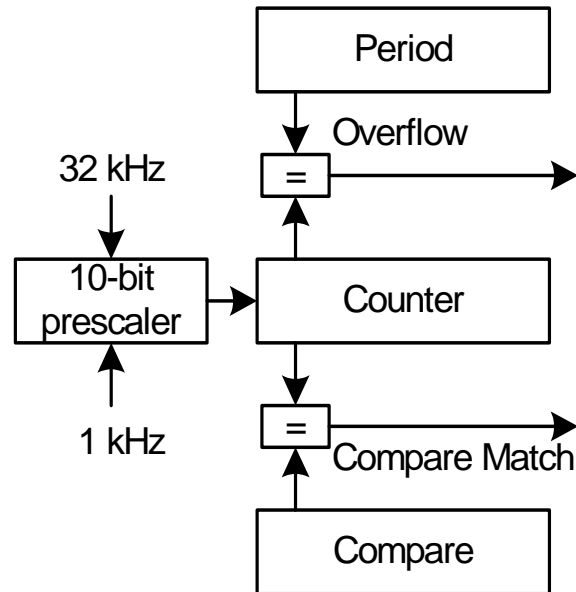 Period
Overflow
=
32 kHz
10-bit
prescaler
Counter
1 kHz
=
Compare Match
Compare